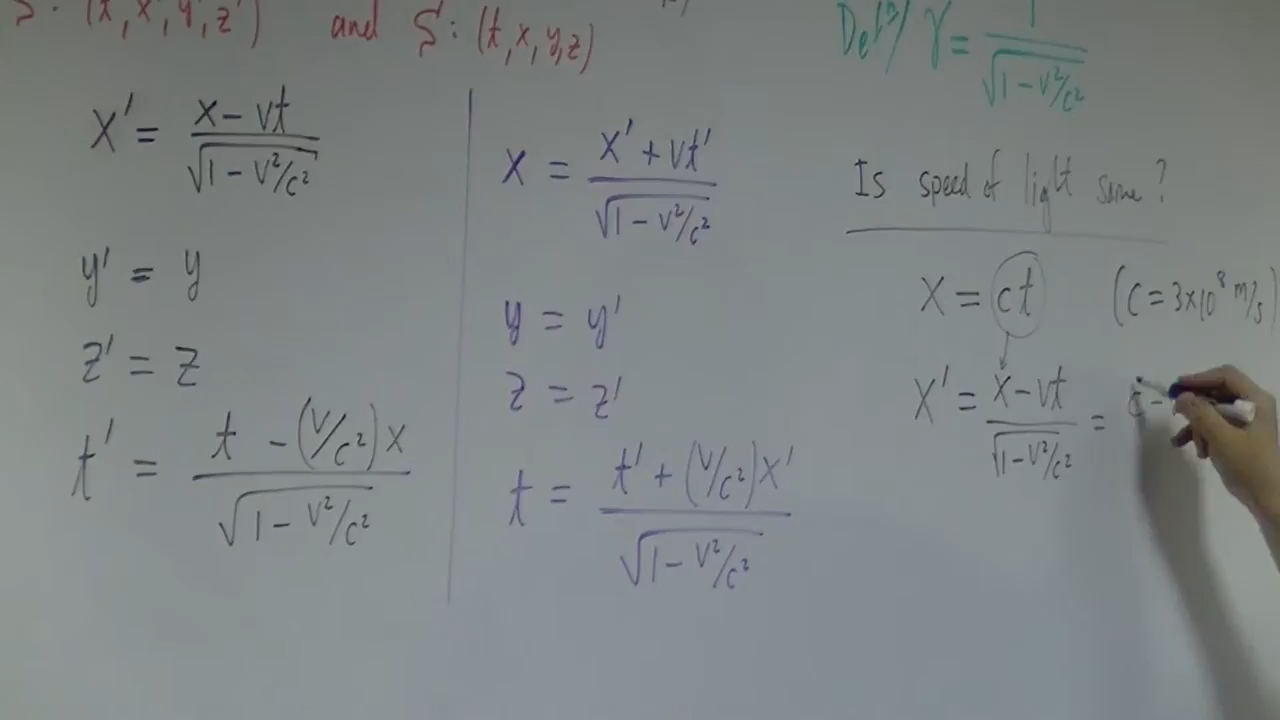 S': (t', x', y', z') and S: (t, x, y, z)
x' = (x - vt) / √(1 - v²/c²)
y' = y
z' = z
t' = (t - (v/c²)x) / √(1 - v²/c²)
x = (x' + vt') / √(1 - v²/c²)
y = y'
z = z'
t = (t' + (v/c²)x') / √(1 - v²/c²)
Defⁿ/ γ = 1 / √(1 - v²/c²)
Is speed of light same?
x = ct (c = 3×10⁸ m/s)
x' = (x - vt) / √(1 - v²/c²) = c -